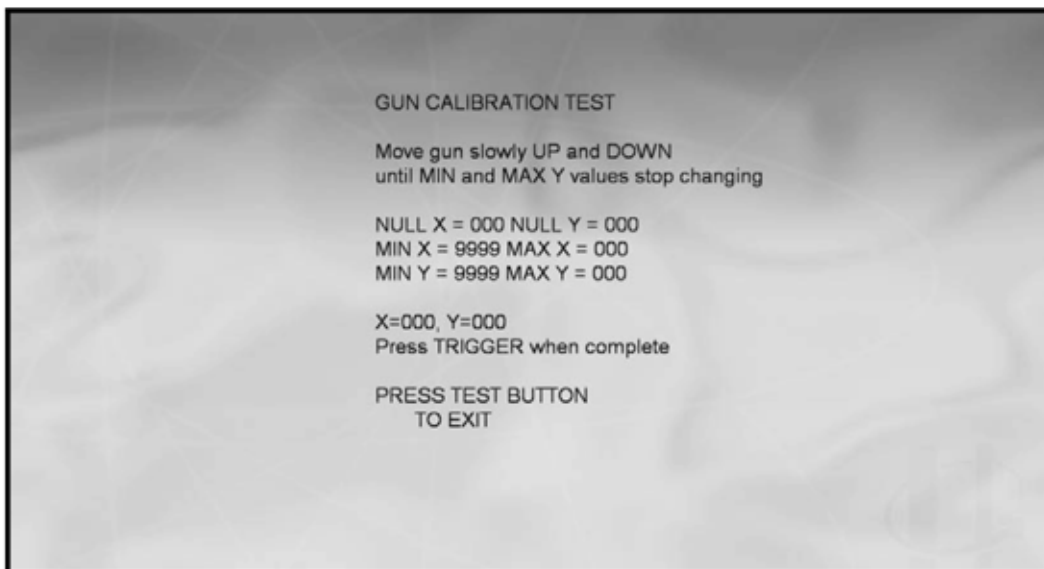 GUN CALIBRATION TEST
Move gun slowly UP and DOWN
until MIN and MAX Y values stop changing
NULL X = 000 NULL Y = 000
MIN X = 9999 MAX X = 000
MIN Y = 9999 MAX Y = 000
X=000, Y=000
Press TRIGGER when complete
PRESS TEST BUTTON
TO EXIT